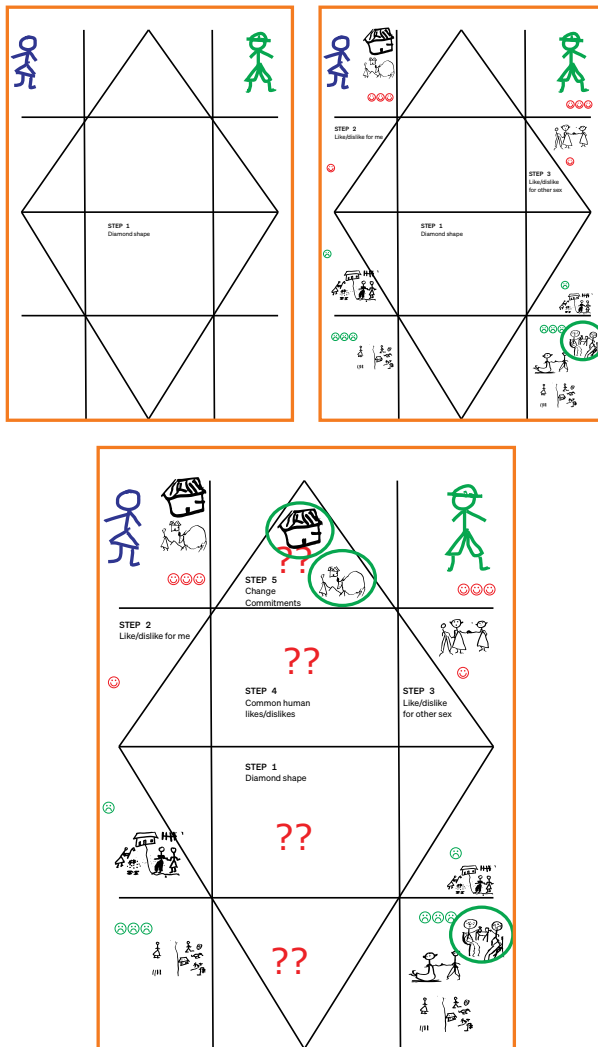 STEP 1
Diamond shape
STEP 2
Like/dislike for me
STEP 3
Like/dislike
for other sex
STEP 1
Diamond shape
??
STEP 5
Change
Commitments
STEP 2
Like/dislike for me
??
STEP 4
Common human
likes/dislikes
STEP 3
Like/dislike
for other sex
STEP 1
Diamond shape
??
??